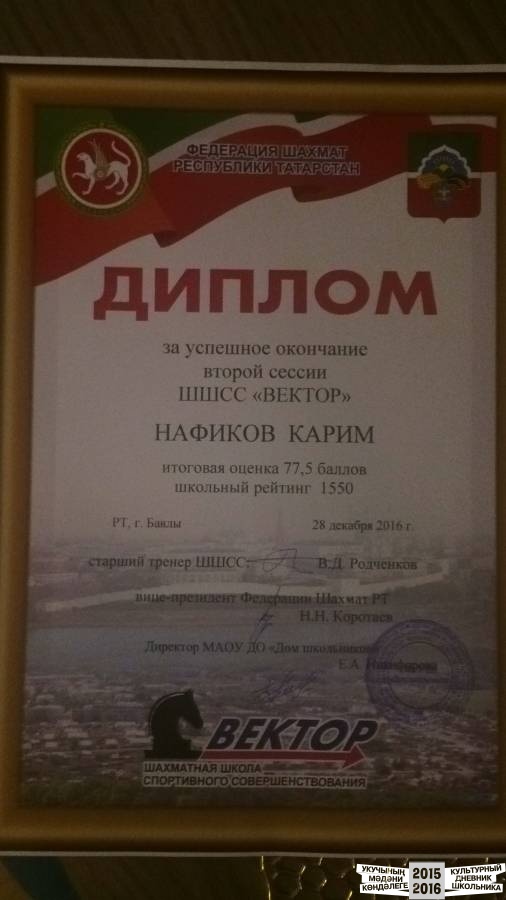 ФЕДЕРАЦИЯ ШАХМАТ
РЕСПУБЛИКИ ТАТАРСТАН
ДИПЛОМ
за успешное окончание
второй сессии
ШШСС «ВЕКТОР»
НАФИКОВ КАРИМ
итоговая оценка 77,5 баллов
школьный рейтинг 1550
РТ, г. Бавлы 28 декабря 2016 г.
старший тренер ШШСС: В.Д. Родченков
вице-президент Федерации Шахмат РТ
Н.Н. Коротаев
Директор МАОУ ДО «Дом школьников»
Е.А. Никифорова
ВЕКТОР
ШАХМАТНАЯ ШКОЛА
СПОРТИВНОГО СОВЕРШЕНСТВОВАНИЯ
УКУЧЫНЫҢ
МӘДӘНИ
КӨНДӘЛЕГЕ
2015
2016
КУЛЬТУРНЫЙ
ДНЕВНИК
ШКОЛЬНИКА